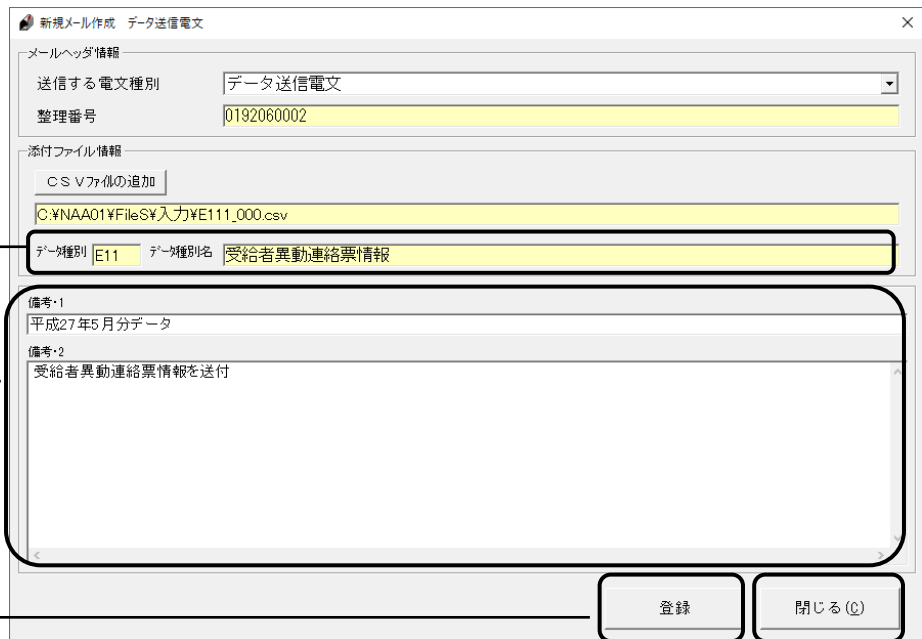 新規メール作成　データ送信電文
メールヘッダ情報
送信する電文種別　データ送信電文
整理番号　0192060002
添付ファイル情報
ＣＳＶﾌｧｲﾙの追加
C:¥NAA01¥FileS¥入力¥E111_000.csv
ﾃﾞｰﾀ種別　E11　ﾃﾞｰﾀ種別名　受給者異動連絡票情報
備考・1
平成27年5月分データ
備考・2
受給者異動連絡票情報を送付
登録　閉じる(C)